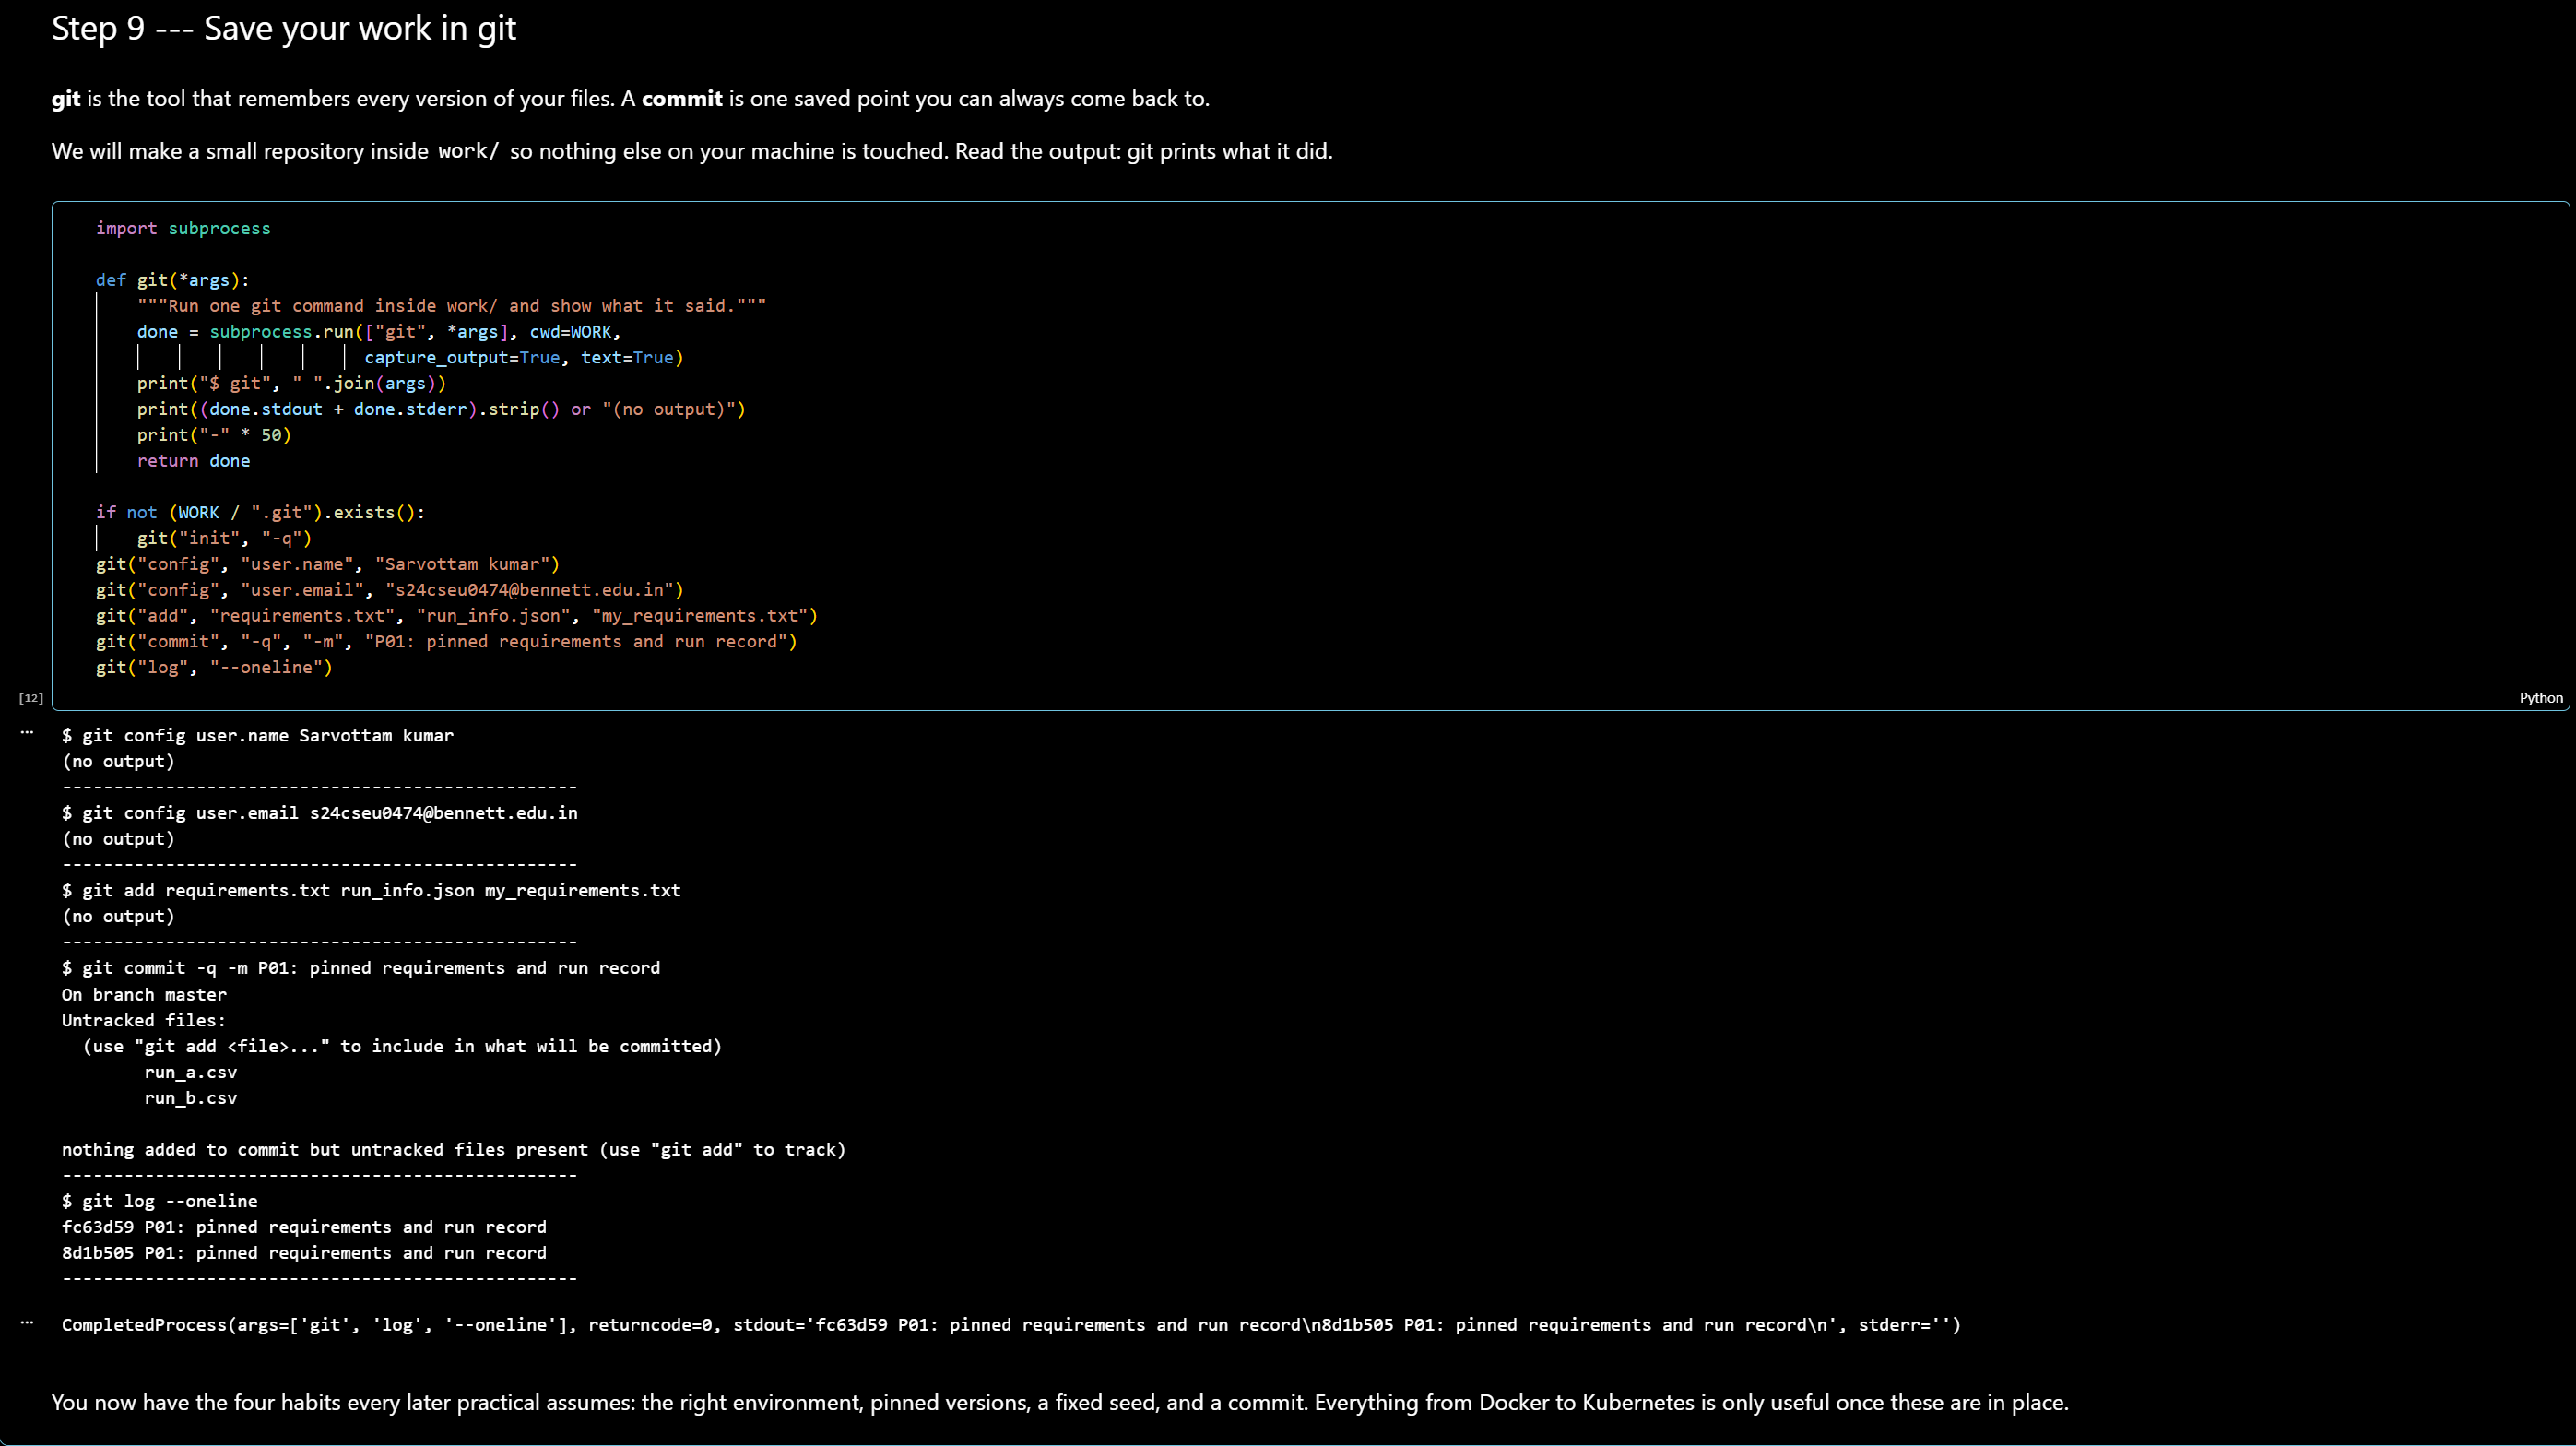 Step 9 --- Save your work in git
git is the tool that remembers every version of your files. A commit is one saved point you can always come back to.
We will make a small repository inside work/ so nothing else on your machine is touched. Read the output: git prints what it did.
import subprocess
def git(*args):
    """Run one git command inside work/ and show what it said."""
    done = subprocess.run(["git", *args], cwd=WORK,
                          capture_output=True, text=True)
    print("$ git", " ".join(args))
    print((done.stdout + done.stderr).strip() or "(no output)")
    print("-" * 50)
    return done
if not (WORK / ".git").exists():
    git("init", "-q")
git("config", "user.name", "Sarvottam kumar")
git("config", "user.email", "s24cseu0474@bennett.edu.in")
git("add", "requirements.txt", "run_info.json", "my_requirements.txt")
git("commit", "-q", "-m", "P01: pinned requirements and run record")
git("log", "--oneline")
[12]
Python
... $ git config user.name Sarvottam kumar
(no output)
--------------------------------------------------
$ git config user.email s24cseu0474@bennett.edu.in
(no output)
--------------------------------------------------
$ git add requirements.txt run_info.json my_requirements.txt
(no output)
--------------------------------------------------
$ git commit -q -m P01: pinned requirements and run record
On branch master
Untracked files:
  (use "git add <file>..." to include in what will be committed)
        run_a.csv
        run_b.csv
nothing added to commit but untracked files present (use "git add" to track)
--------------------------------------------------
$ git log --oneline
fc63d59 P01: pinned requirements and run record
8d1b505 P01: pinned requirements and run record
--------------------------------------------------
... CompletedProcess(args=['git', 'log', '--oneline'], returncode=0, stdout='fc63d59 P01: pinned requirements and run record\n8d1b505 P01: pinned requirements and run record\n', stderr='')
You now have the four habits every later practical assumes: the right environment, pinned versions, a fixed seed, and a commit. Everything from Docker to Kubernetes is only useful once these are in place.